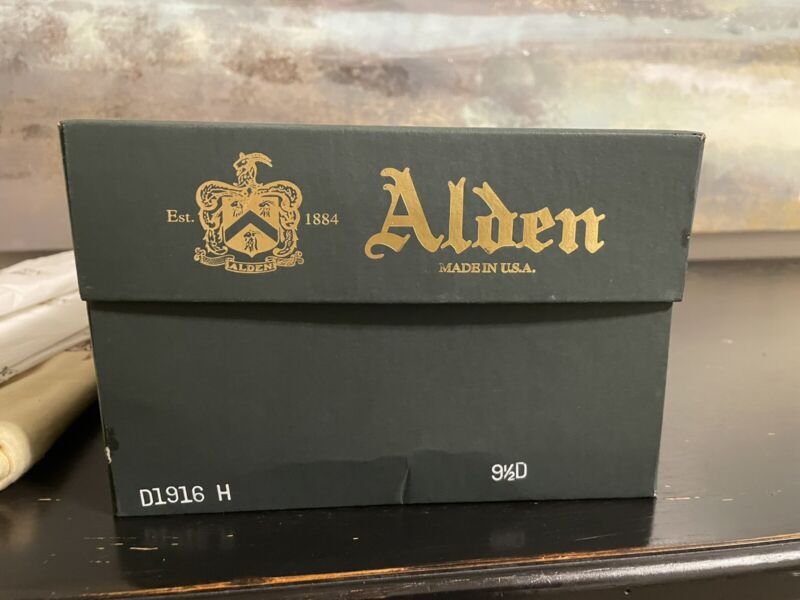 Est. 1884
ALDEN
Alden
MADE IN U.S.A.
D1916 H
9½D